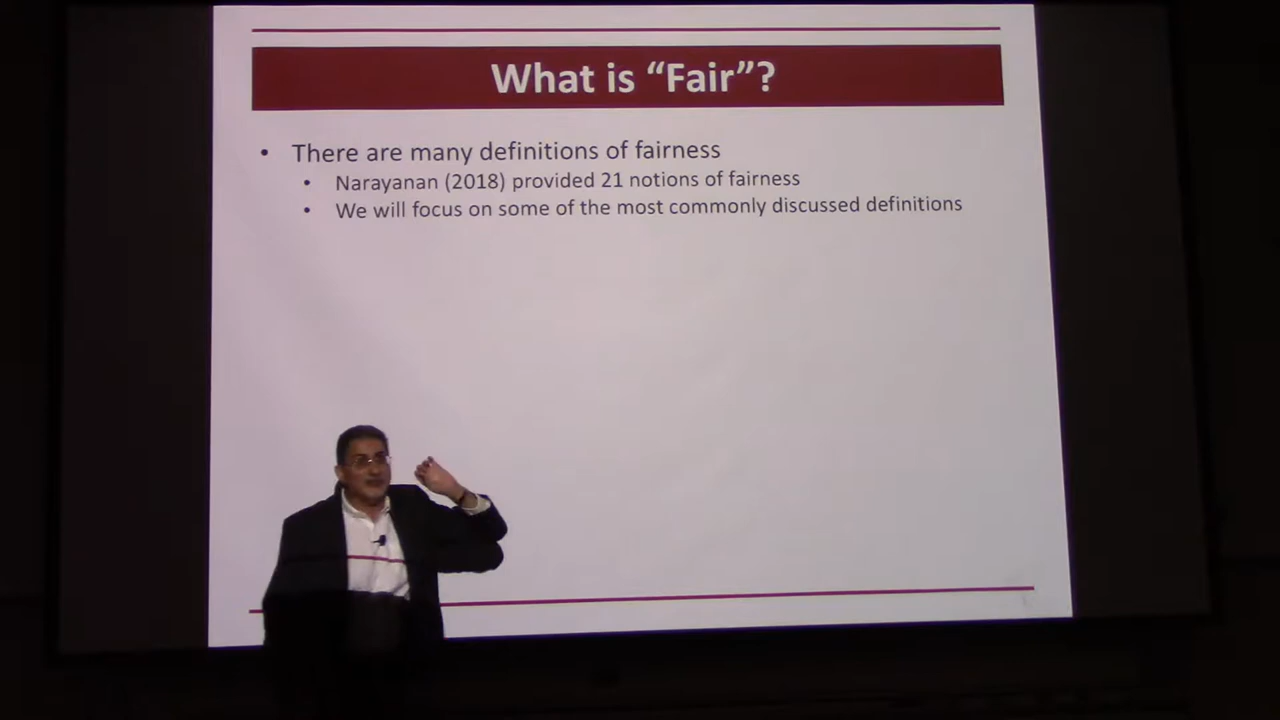 What is “Fair”?
• There are many definitions of fairness
• Narayanan (2018) provided 21 notions of fairness
• We will focus on some of the most commonly discussed definitions